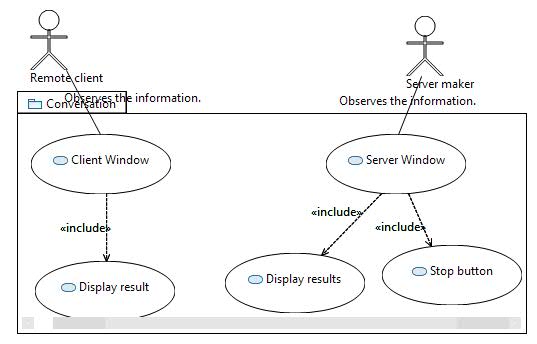 Remote client
Server maker
Observes the information.
Observes the information.
Conversation
Client Window
Server Window
«include»
«include»
«include»
Display result
Display results
Stop button